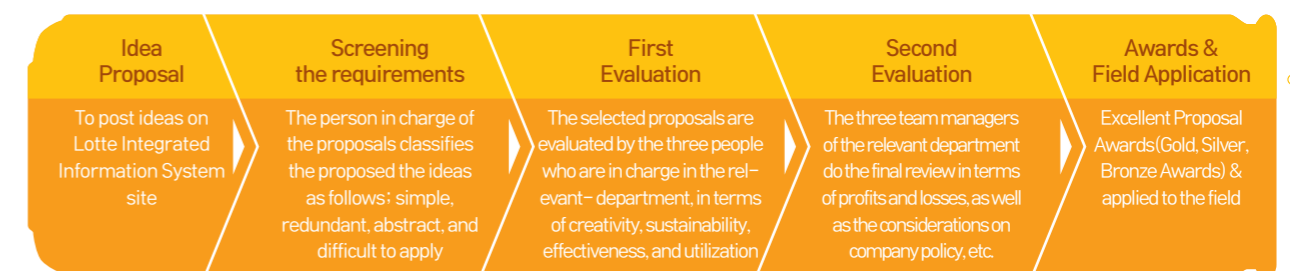 Idea
Proposal
To post ideas on
Lotte Integrated
Information System
site
Screening
the requirements
The person in charge of
the proposals classifies
the proposed the ideas
as follows; simple,
redundant, abstract, and
difficult to apply
First
Evaluation
The selected proposals are
evaluated by the three people
who are in charge in the rel-
evant- department, in terms
of creativity, sustainability,
effectiveness, and utilization
Second
Evaluation
The three team managers
of the relevant department
do the final review in terms
of profits and losses, as well
as the considerations on
company policy, etc.
Awards &
Field Application
Excellent Proposal
Awards(Gold, Silver,
Bronze Awards) &
applied to the field